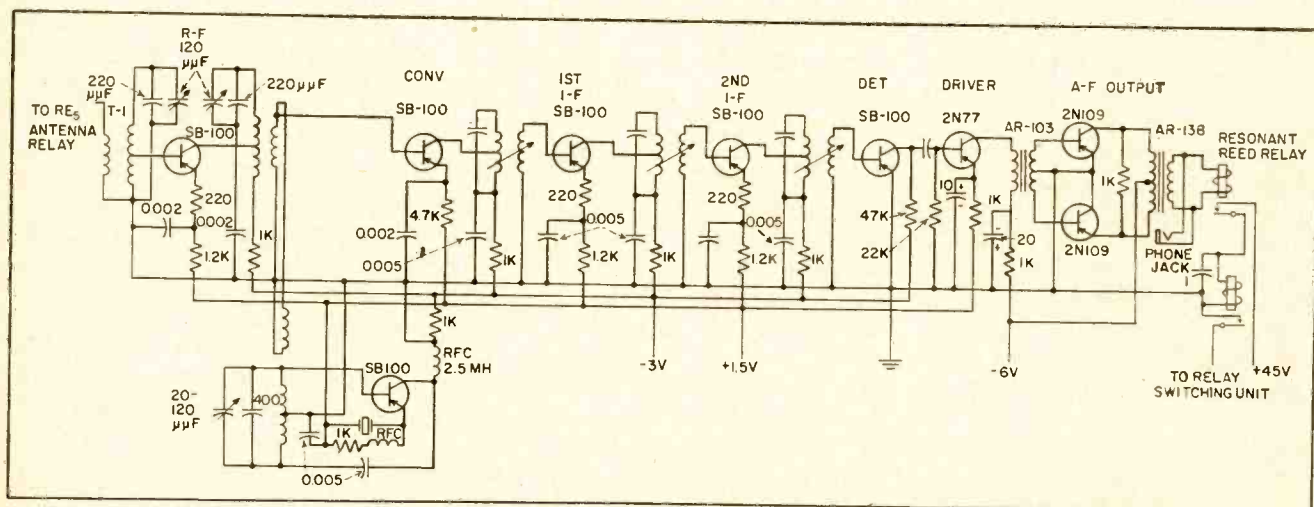 R-F
120
μμF
220
μμF
220μμF
TO RE5
ANTENNA
RELAY
T-1
SB-100
220
0.002
0.002
1.2K
1K
CONV
SB-100
4.7K
0.002
0.005
1K
1ST
I-F
SB-100
220
0.005
1.2K
1K
2ND
I-F
SB-100
220
0.005
1.2K
1K
DET
SB-100
47K
22K
DRIVER
2N77
10
+
1K
-
+
20
1K
A-F OUTPUT
AR-103
2N109
1K
2N109
AR-138
RESONANT
REED RELAY
PHONE
JACK
1
1K
RFC
2.5 MH
-3V
+1.5V
-6V
+45V
TO RELAY
SWITCHING UNIT
20-
120
μμF
400
SB100
1K
RFC
0.005